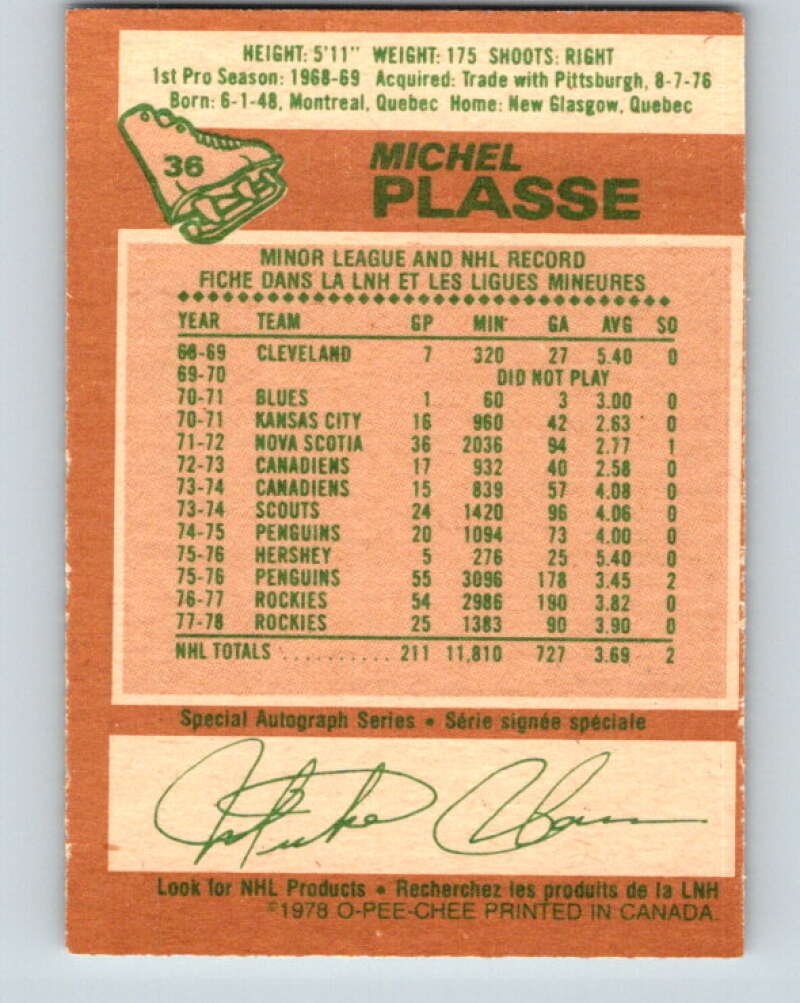 HEIGHT: 5'11" WEIGHT: 175 SHOOTS: RIGHT
1st Pro Season: 1968-69 Acquired: Trade with Pittsburgh, 8-7-76
Born: 6-1-48, Montreal, Quebec Home: New Glasgow, Quebec
36
MICHEL
PLASSE
MINOR LEAGUE AND NHL RECORD
FICHE DANS LA LNH ET LES LIGUES MINEURES
YEAR TEAM GP MIN GA AVG SO
68-69 CLEVELAND 7 320 27 5.40 0
69-70 DID NOT PLAY
70-71 BLUES 1 60 3 3.00 0
70-71 KANSAS CITY 16 960 42 2.63 0
71-72 NOVA SCOTIA 36 2036 94 2.77 1
72-73 CANADIENS 17 932 40 2.58 0
73-74 CANADIENS 15 839 57 4.08 0
73-74 SCOUTS 24 1420 96 4.06 0
74-75 PENGUINS 20 1094 73 4.00 0
75-76 HERSHEY 5 276 25 5.40 0
75-76 PENGUINS 55 3096 178 3.45 2
76-77 ROCKIES 54 2986 190 3.82 0
77-78 ROCKIES 25 1383 90 3.90 0
NHL TOTALS .......... 211 11,810 727 3.69 2
Special Autograph Series • Série signée spéciale
Look for NHL Products • Recherchez les produits de la LNH
©1978 O-PEE-CHEE PRINTED IN CANADA.